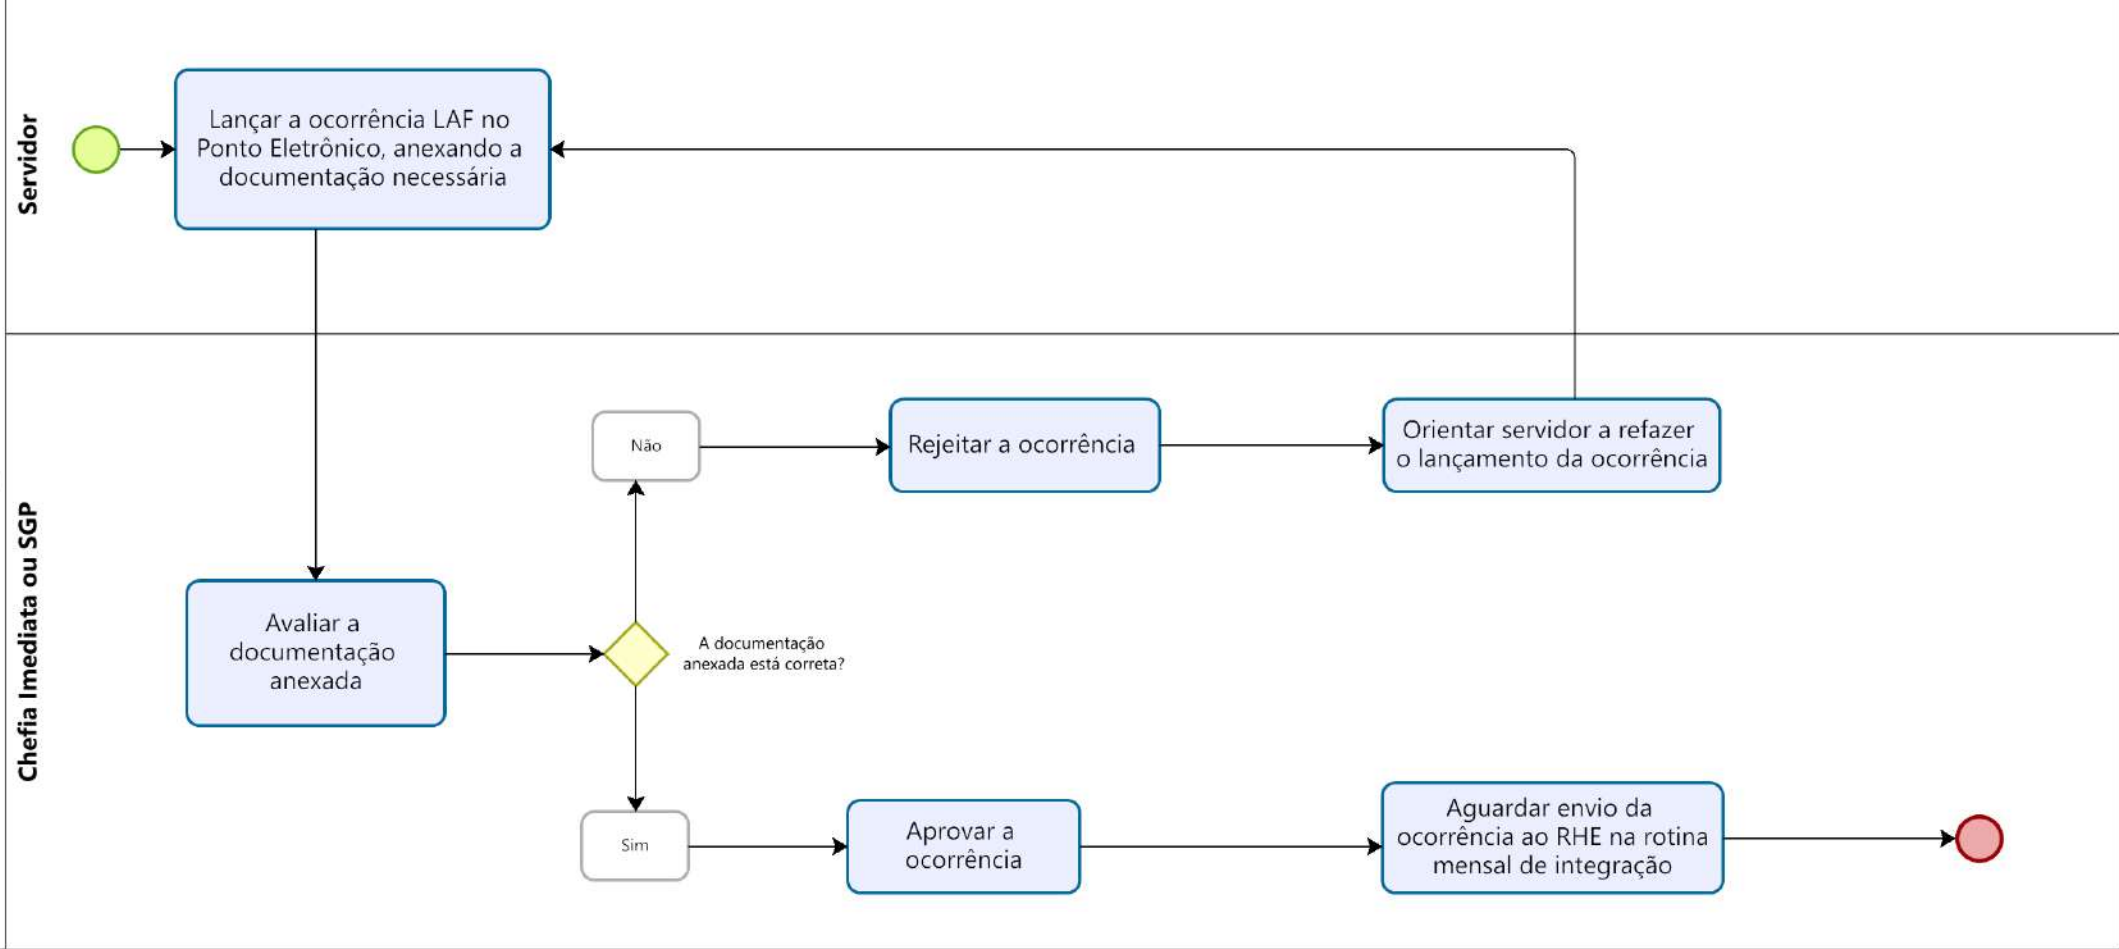 Servidor
Lançar a ocorrência LAF no
Ponto Eletrônico, anexando a
documentação necessária
Chefia Imediata ou SGP
Avaliar a
documentação
anexada
A documentação
anexada está correta?
Não
Rejeitar a ocorrência
Orientar servidor a refazer
o lançamento da ocorrência
Sim
Aprovar a
ocorrência
Aguardar envio da
ocorrência ao RHE na rotina
mensal de integração